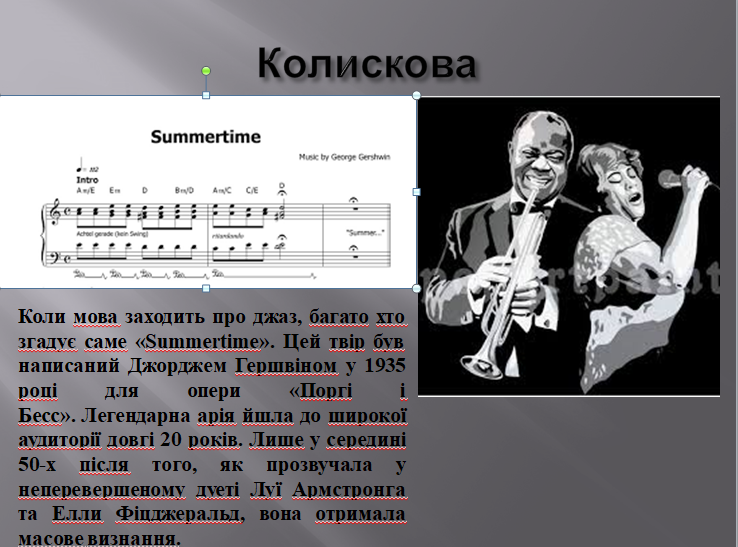 Колискова
Summertime
Music by George Gershwin
♩ = 102
Intro
Am/E Em D Bm/D Am/C C/E D
Achtel gerade (kein Swing)
ritardando
"Summer..."
Коли мова заходить про джаз, багато хто
згадує саме «Summertime». Цей твір був
написаний Джорджем Гершвіном у 1935
році для опери «Поргі і
Бесс». Легендарна арія йшла до широкої
аудиторії довгі 20 років. Лише у середині
50-х після того, як прозвучала у
неперевершеному дуеті Луї Армстронга
та Елли Фіцджеральд, вона отримала
масове визнання.